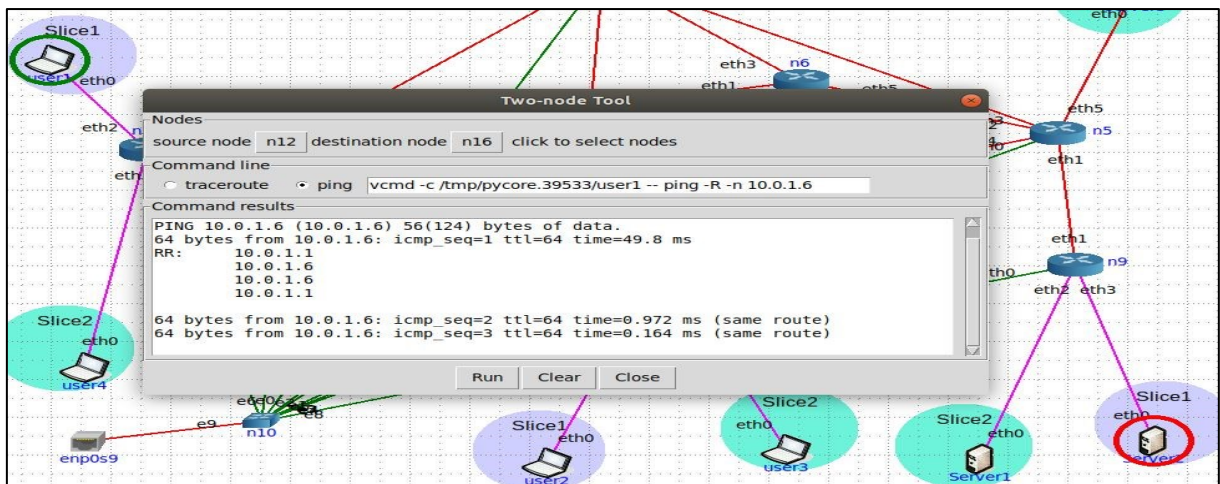 eth0
Slice1
user1 eth0
eth3 n6
eth1
eth5
Two-node Tool
Nodes
source node n12 destination node n16 click to select nodes
Command line
traceroute ping vcmd -c /tmp/pycore.39533/user1 -- ping -R -n 10.0.1.6
Command results
PING 10.0.1.6 (10.0.1.6) 56(124) bytes of data.
64 bytes from 10.0.1.6: icmp_seq=1 ttl=64 time=49.8 ms
RR: 10.0.1.1
10.0.1.6
10.0.1.6
10.0.1.1
64 bytes from 10.0.1.6: icmp_seq=2 ttl=64 time=0.972 ms (same route)
64 bytes from 10.0.1.6: icmp_seq=3 ttl=64 time=0.164 ms (same route)
Run Clear Close
eth2
eth
eth5
n5
eth1
eth1
n9
eth2 eth3
Slice2
eth0
user4
e9
e8
n10
enp0s9
Slice1
eth0
user2
Slice2
eth0
user3
Slice2
eth0
Server1
Slice1
eth0